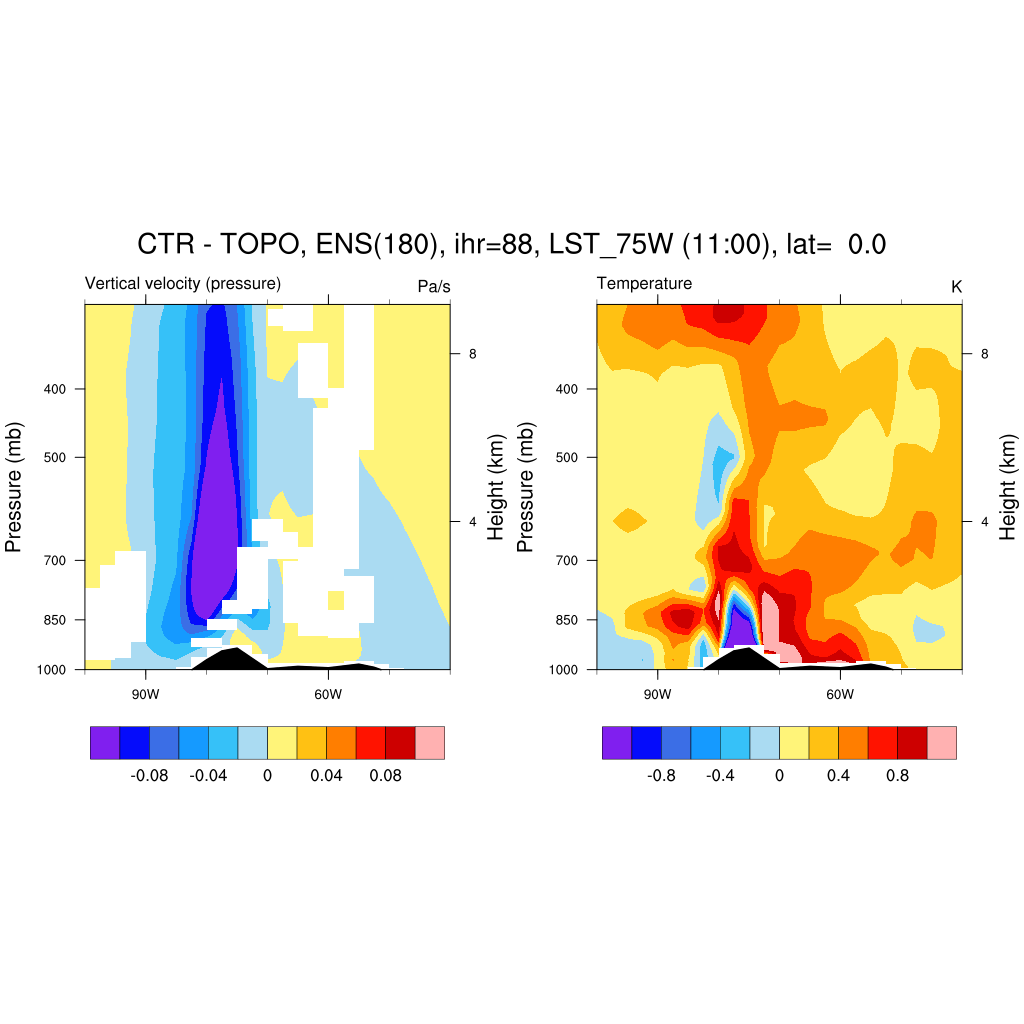 CTR - TOPO, ENS(180), ihr=88, LST_75W (11:00), lat=  0.0
Vertical velocity (pressure)
Pa/s
Temperature
K
8
8
400
400
Pressure (mb)
Height (km)
Pressure (mb)
Height (km)
500
500
4
4
700
700
850
850
1000
1000
90W
60W
90W
60W
-0.08
-0.04
0
0.04
0.08
-0.8
-0.4
0
0.4
0.8